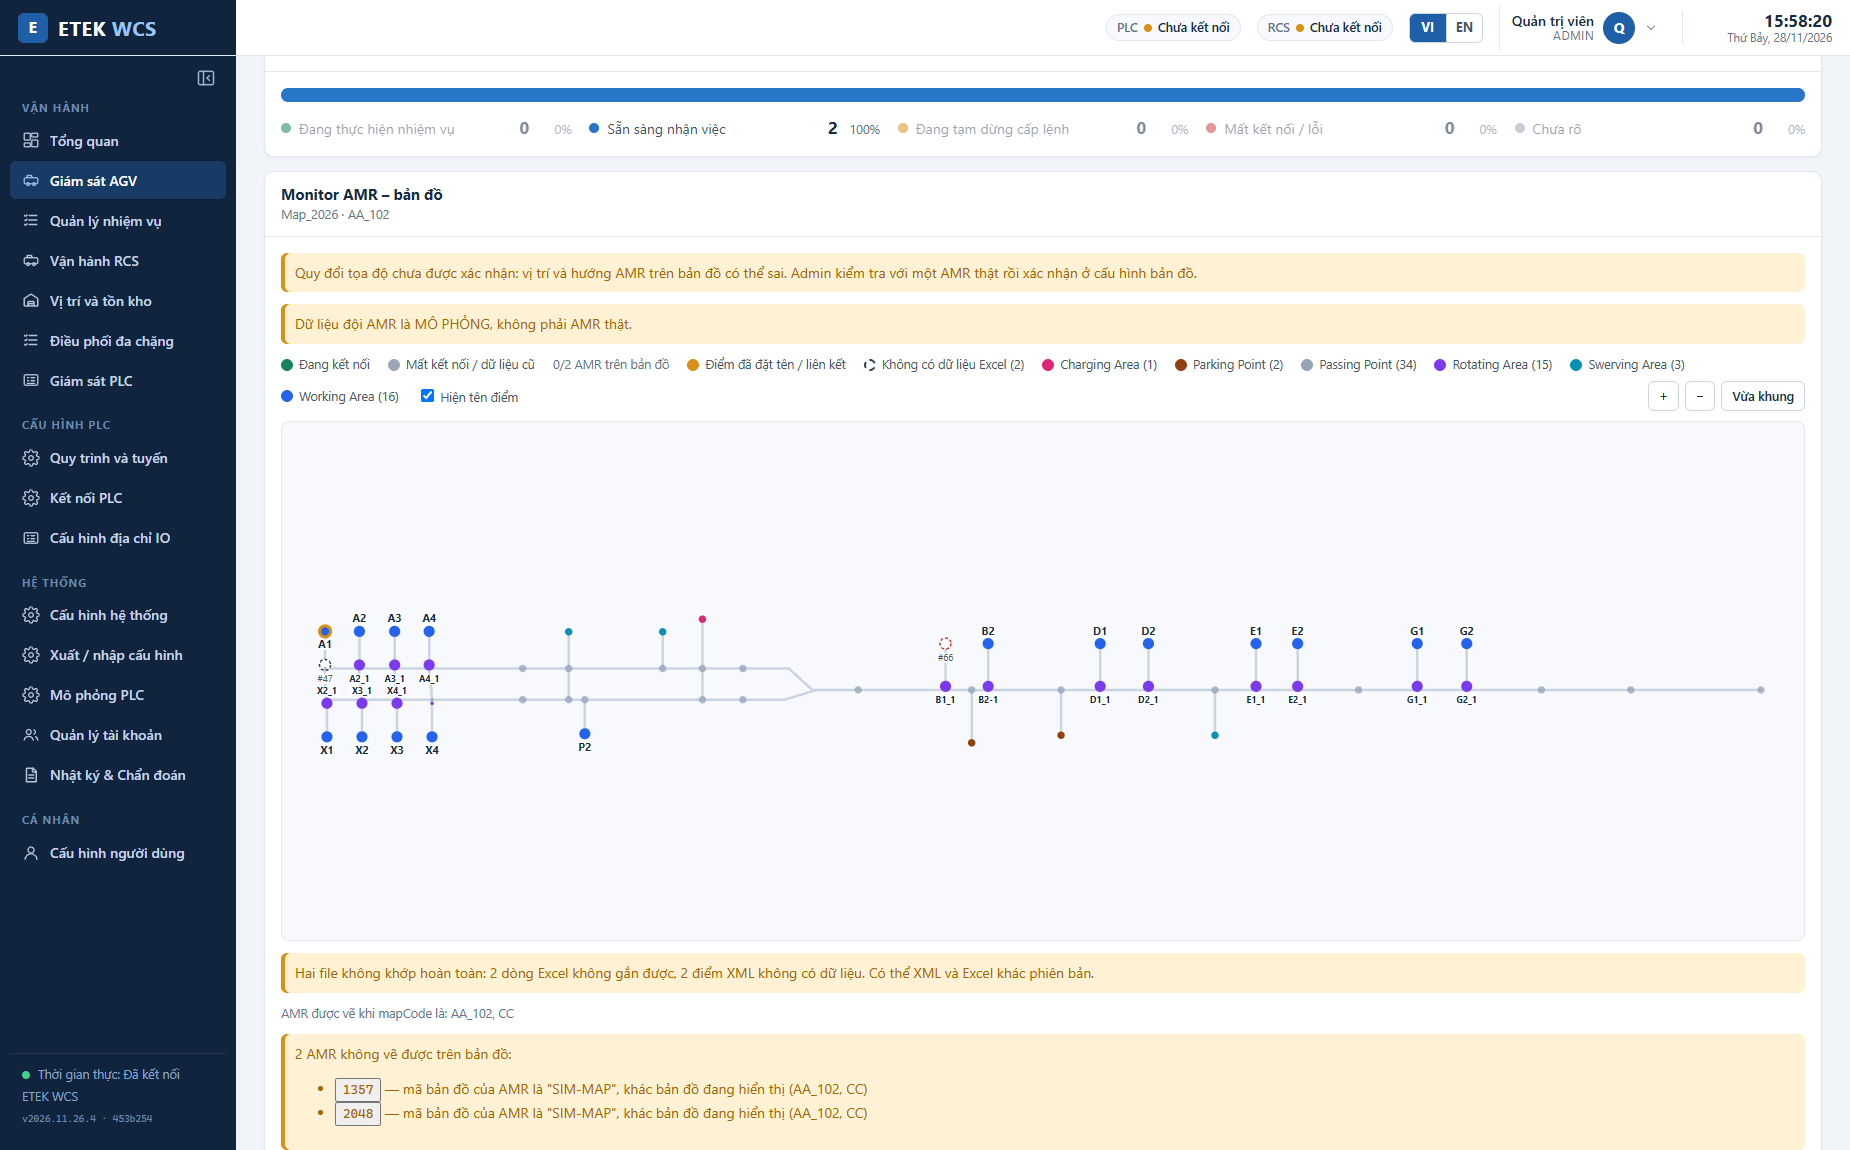 E ETEK WCS
PLC Chưa kết nối
RCS Chưa kết nối
VI EN
Quản trị viên
ADMIN
Q
15:58:20
Thứ Bảy, 28/11/2026
VẬN HÀNH
Tổng quan
Giám sát AGV
Quản lý nhiệm vụ
Vận hành RCS
Vị trí và tồn kho
Điều phối đa chặng
Giám sát PLC
CẤU HÌNH PLC
Quy trình và tuyến
Kết nối PLC
Cấu hình địa chỉ IO
HỆ THỐNG
Cấu hình hệ thống
Xuất / nhập cấu hình
Mô phỏng PLC
Quản lý tài khoản
Nhật ký & Chẩn đoán
CÁ NHÂN
Cấu hình người dùng
Thời gian thực: Đã kết nối
ETEK WCS
v2026.11.26.4 · 453b254
Đang thực hiện nhiệm vụ 0 0%
Sẵn sàng nhận việc 2 100%
Đang tạm dừng cấp lệnh 0 0%
Mất kết nối / lỗi 0 0%
Chưa rõ 0 0%
Monitor AMR – bản đồ
Map_2026 · AA_102
Quy đổi tọa độ chưa được xác nhận: vị trí và hướng AMR trên bản đồ có thể sai. Admin kiểm tra với một AMR thật rồi xác nhận ở cấu hình bản đồ.
Dữ liệu đội AMR là MÔ PHỎNG, không phải AMR thật.
Đang kết nối Mất kết nối / dữ liệu cũ 0/2 AMR trên bản đồ Điểm đã đặt tên / liên kết Không có dữ liệu Excel (2) Charging Area (1) Parking Point (2) Passing Point (34) Rotating Area (15) Swerving Area (3)
Working Area (16) Hiện tên điểm
+ − Vừa khung
A2 A3 A4
A1
#47 A2_1 A3_1 A4_1
X2_1 X3_1 X4_1
X1 X2 X3 X4
P2
B2 D1 D2 E1 E2 G1 G2
#66
B1_1 B2-1 D1_1 D2_1 E1_1 E2_1 G1_1 G2_1
Hai file không khớp hoàn toàn: 2 dòng Excel không gắn được, 2 điểm XML không có dữ liệu. Có thể XML và Excel khác phiên bản.
AMR được vẽ khi mapCode là: AA_102, CC
2 AMR không vẽ được trên bản đồ:
1357 — mã bản đồ của AMR là "SIM-MAP", khác bản đồ đang hiển thị (AA_102, CC)
2048 — mã bản đồ của AMR là "SIM-MAP", khác bản đồ đang hiển thị (AA_102, CC)